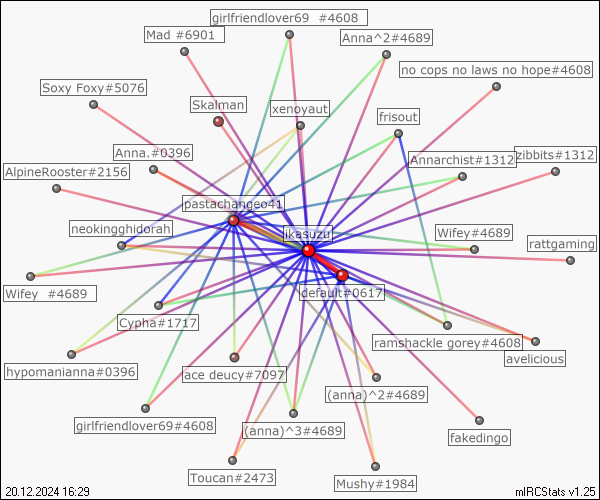 girlfriendlover69 #4608
Mad #6901
Anna^2#4689
no cops no laws no hope#4608
Soxy Foxy#5076
Skalman
xenoyaut
frisout
Anna.#0396
Annarchist#1312
zibbits#1312
AlpineRooster#2156
pastachangeo41
neokingghidorah
ikasuzu
Wifey#4689
rattgaming
Wifey #4689
default#0617
Cypha#1717
ramshackle gorey#4608
avelicious
hypomanianna#0396
ace deucy#7097
(anna)^2#4689
girlfriendlover69#4608
(anna)^3#4689
fakedingo
Toucan#2473
Mushy#1984
20.12.2024 16:29
mIRCStats v1.25